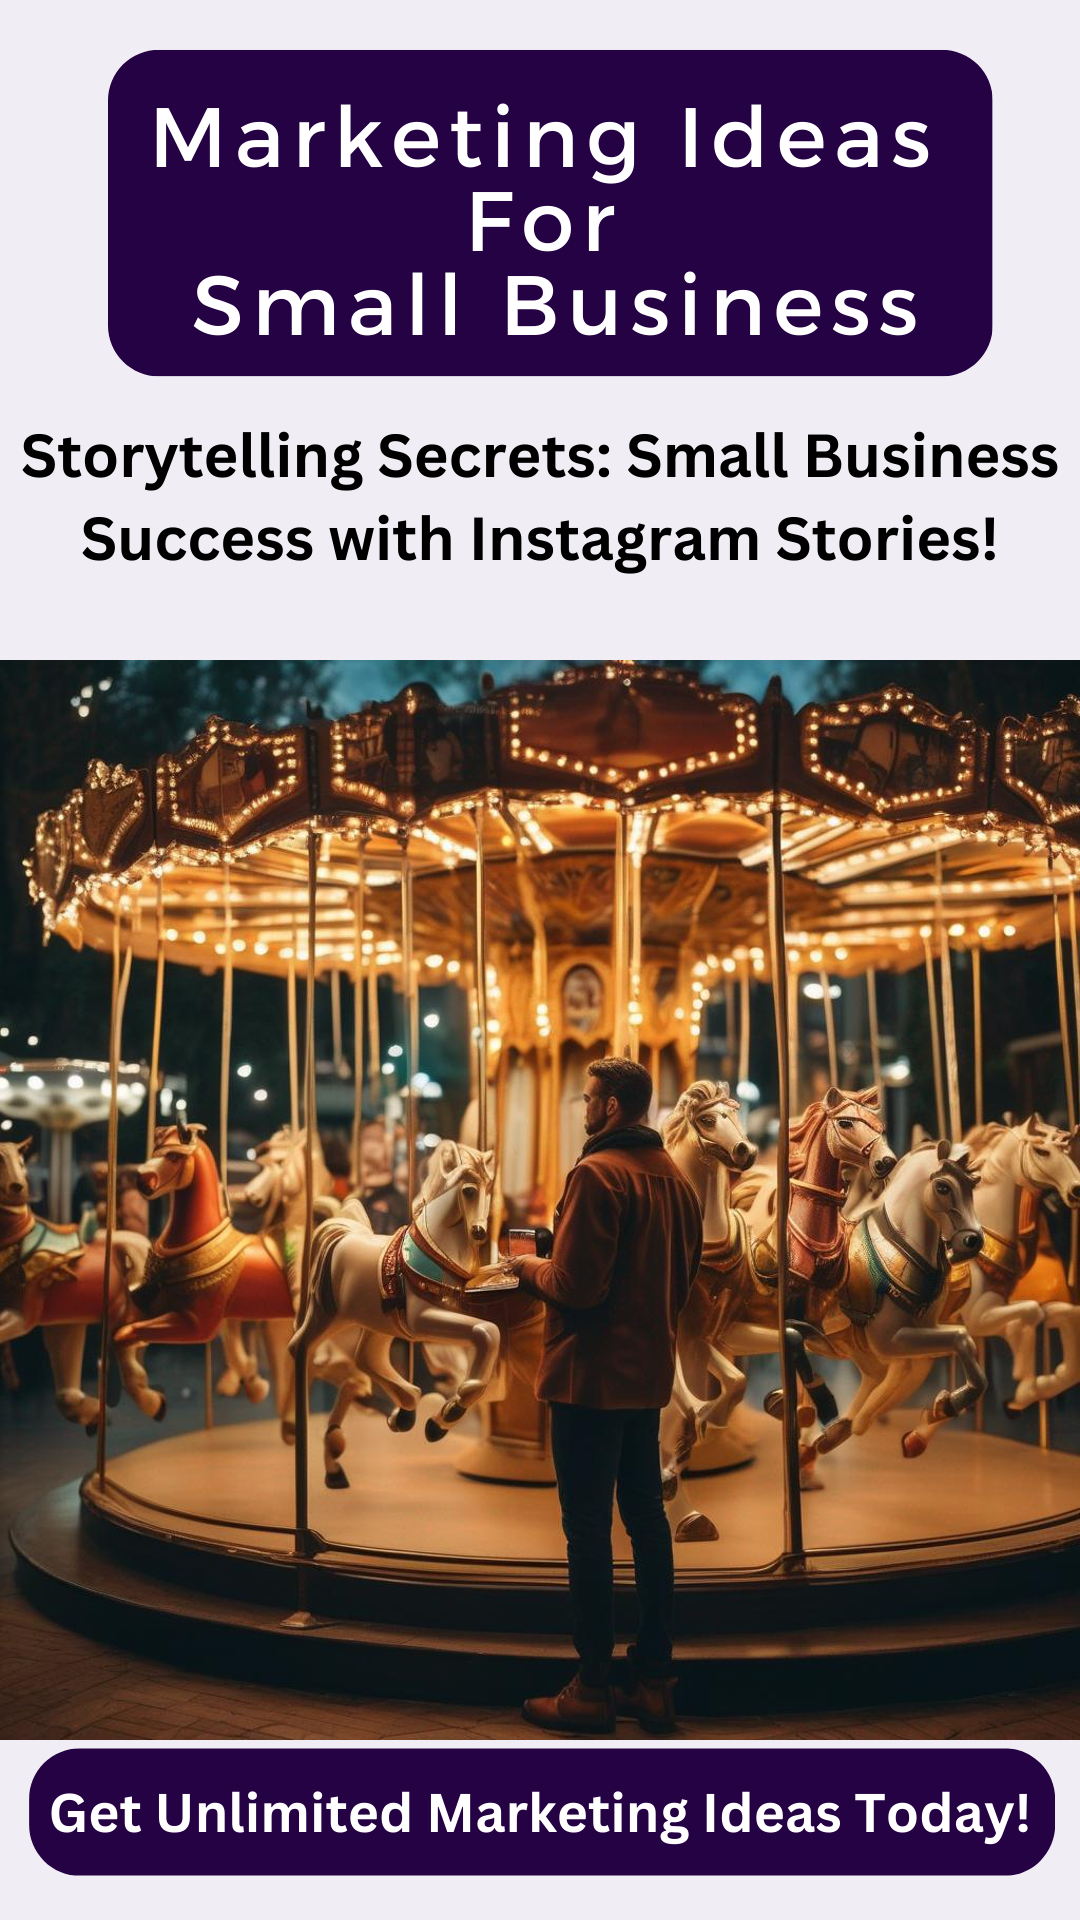 Marketing Ideas
For
Small Business
Storytelling Secrets: Small Business
Success with Instagram Stories!
Get Unlimited Marketing Ideas Today!